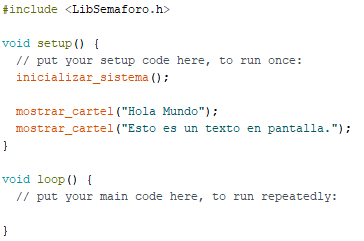 #include <LibSemaforo.h>

void setup() {
  // put your setup code here, to run once:
  inicializar_sistema();

  mostrar_cartel("Hola Mundo");
  mostrar_cartel("Esto es un texto en pantalla.");
}

void loop() {
  // put your main code here, to run repeatedly:

}